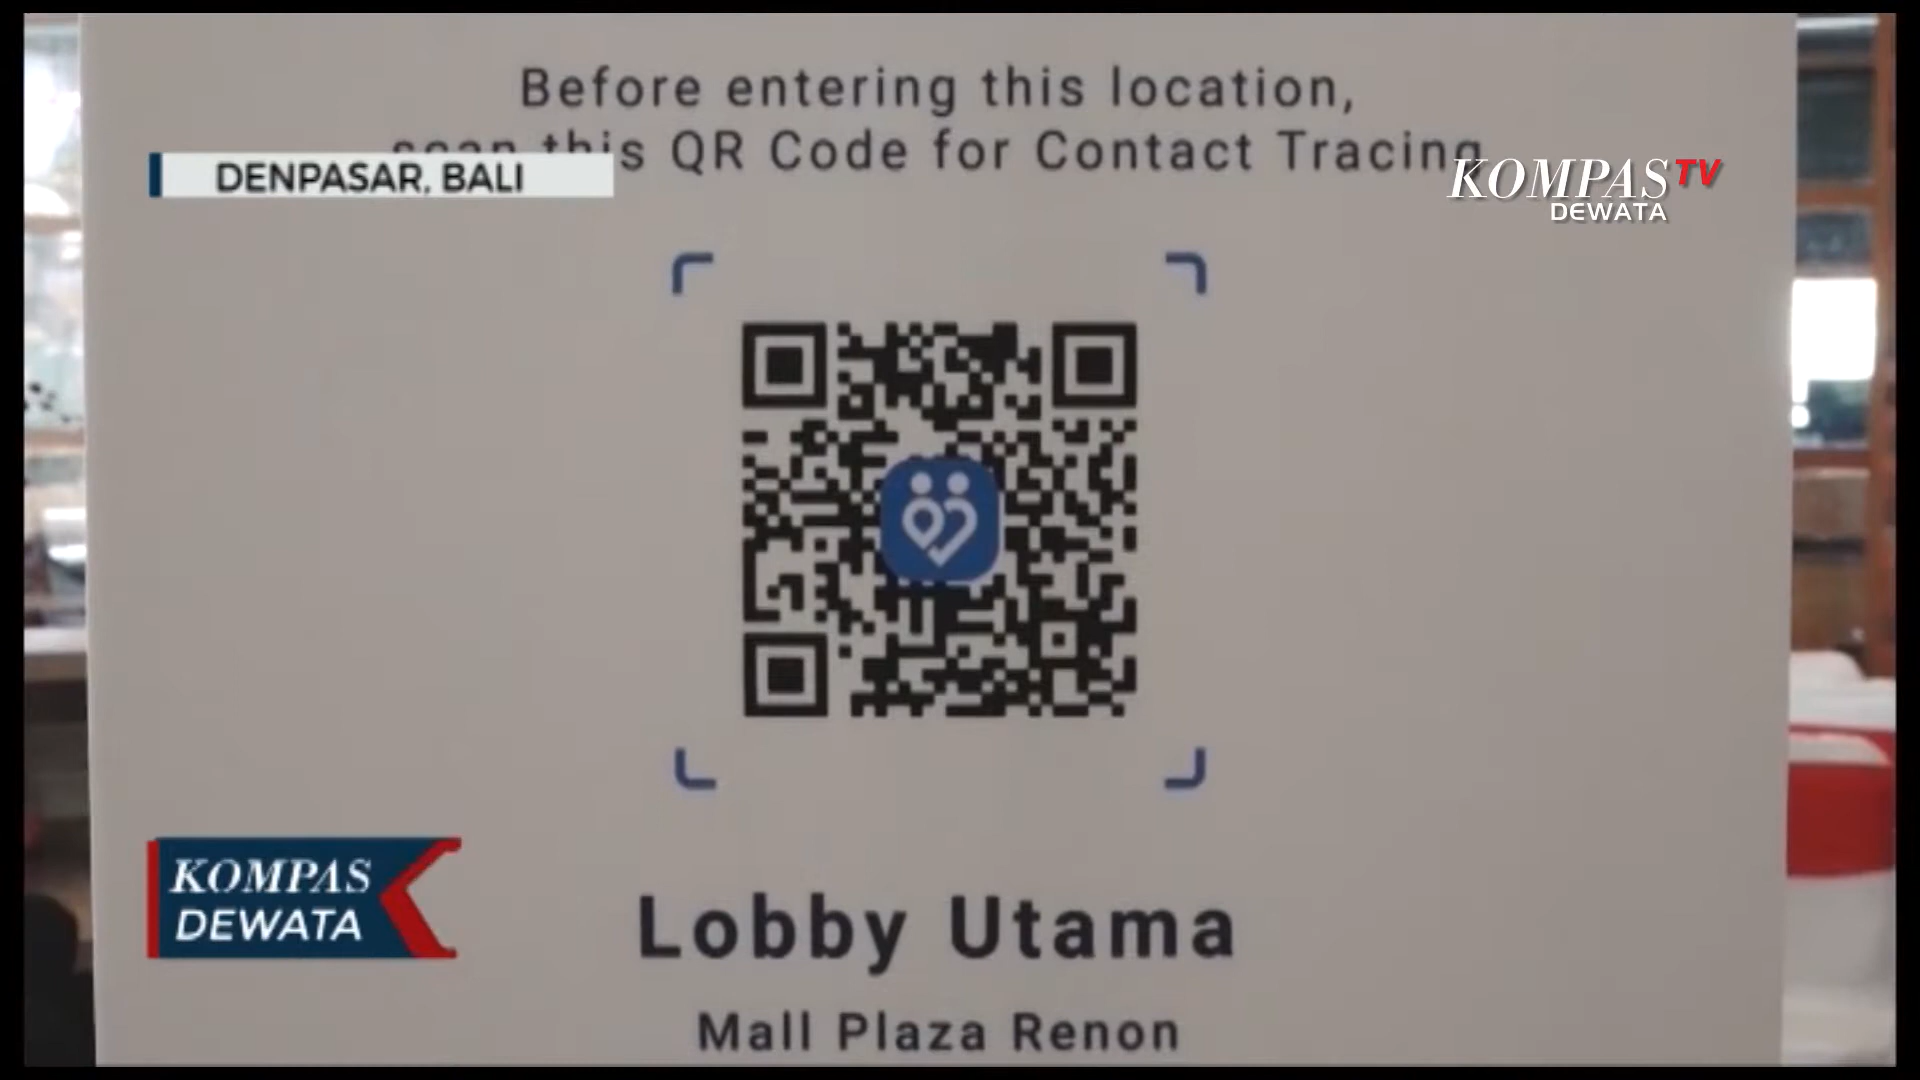 Before entering this location,
scan this QR Code for Contact Tracing
DENPASAR, BALI
KOMPAS TV
DEWATA
KOMPAS
DEWATA
Lobby Utama
Mall Plaza Renon